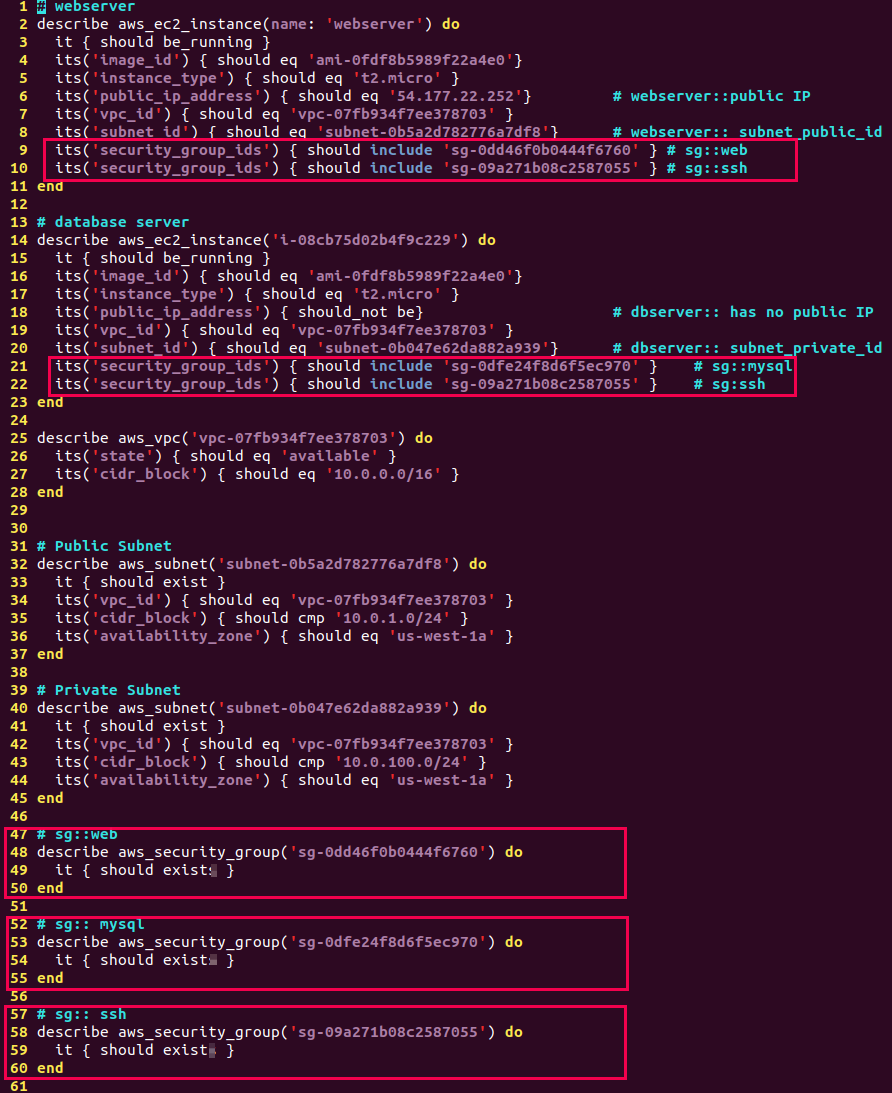 1 # webserver
2 describe aws_ec2_instance(name: 'webserver') do
3   it { should be_running }
4   its('image_id') { should eq 'ami-0fdf8b5989f22a4e0'}
5   its('instance_type') { should eq 't2.micro' }
6   its('public_ip_address') { should eq '54.177.22.252'}         # webserver::public IP
7   its('vpc_id') { should eq 'vpc-07fb934f7ee378703' }
8   its('subnet_id') { should eq 'subnet-0b5a2d782776a7df8'}      # webserver:: subnet_public_id
9   its('security_group_ids') { should include 'sg-0dd46f0b0444f6760' } # sg::web
10   its('security_group_ids') { should include 'sg-09a271b08c2587055' } # sg::ssh
11 end
12
13 # database server
14 describe aws_ec2_instance('i-08cb75d02b4f9c229') do
15   it { should be_running }
16   its('image_id') { should eq 'ami-0fdf8b5989f22a4e0'}
17   its('instance_type') { should eq 't2.micro' }
18   its('public_ip_address') { should_not be}                     # dbserver:: has no public IP
19   its('vpc_id') { should eq 'vpc-07fb934f7ee378703' }
20   its('subnet_id') { should eq 'subnet-0b047e62da882a939'}      # dbserver:: subnet_private_id
21   its('security_group_ids') { should include 'sg-0dfe24f8d6f5ec970' }    # sg::mysql
22   its('security_group_ids') { should include 'sg-09a271b08c2587055' }    # sg:ssh
23 end
24
25 describe aws_vpc('vpc-07fb934f7ee378703') do
26   its('state') { should eq 'available' }
27   its('cidr_block') { should eq '10.0.0.0/16' }
28 end
29
30
31 # Public Subnet
32 describe aws_subnet('subnet-0b5a2d782776a7df8') do
33   it { should exist }
34   its('vpc_id') { should eq 'vpc-07fb934f7ee378703' }
35   its('cidr_block') { should cmp '10.0.1.0/24' }
36   its('availability_zone') { should eq 'us-west-1a' }
37 end
38
39 # Private Subnet
40 describe aws_subnet('subnet-0b047e62da882a939') do
41   it { should exist }
42   its('vpc_id') { should eq 'vpc-07fb934f7ee378703' }
43   its('cidr_block') { should cmp '10.0.100.0/24' }
44   its('availability_zone') { should eq 'us-west-1a' }
45 end
46
47 # sg::web
48 describe aws_security_group('sg-0dd46f0b0444f6760') do
49   it { should exist }
50 end
51
52 # sg:: mysql
53 describe aws_security_group('sg-0dfe24f8d6f5ec970') do
54   it { should exist }
55 end
56
57 # sg:: ssh
58 describe aws_security_group('sg-09a271b08c2587055') do
59   it { should exist }
60 end
61